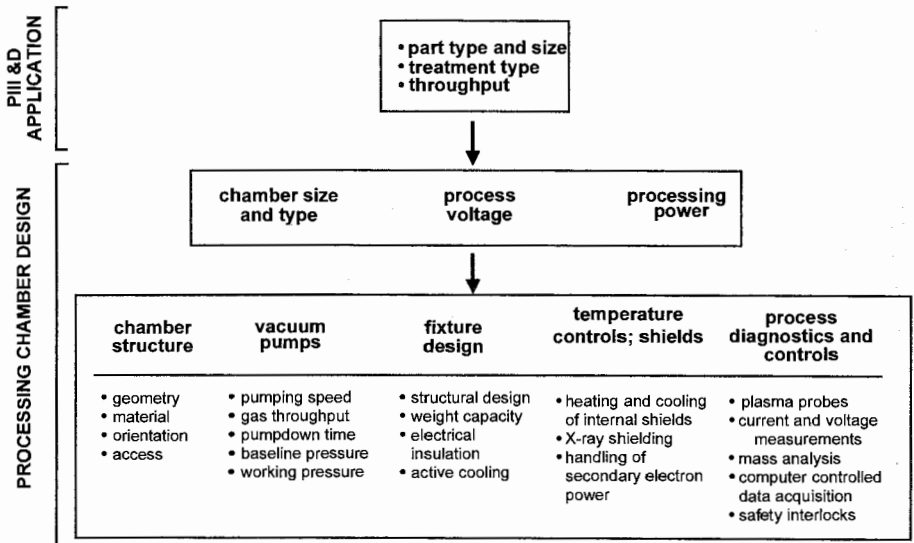 PIII &D
APPLICATION
• part type and size
• treatment type
• throughput
PROCESSING CHAMBER DESIGN
chamber size
and type
process
voltage
processing
power
chamber
structure
• geometry
• material
• orientation
• access
vacuum
pumps
• pumping speed
• gas throughput
• pumpdown time
• baseline pressure
• working pressure
fixture
design
• structural design
• weight capacity
• electrical
insulation
• active cooling
temperature
controls; shields
• heating and cooling
of internal shields
• X-ray shielding
• handling of
secondary electron
power
process
diagnostics and
controls
• plasma probes
• current and voltage
measurements
• mass analysis
• computer controlled
data acquisition
• safety interlocks